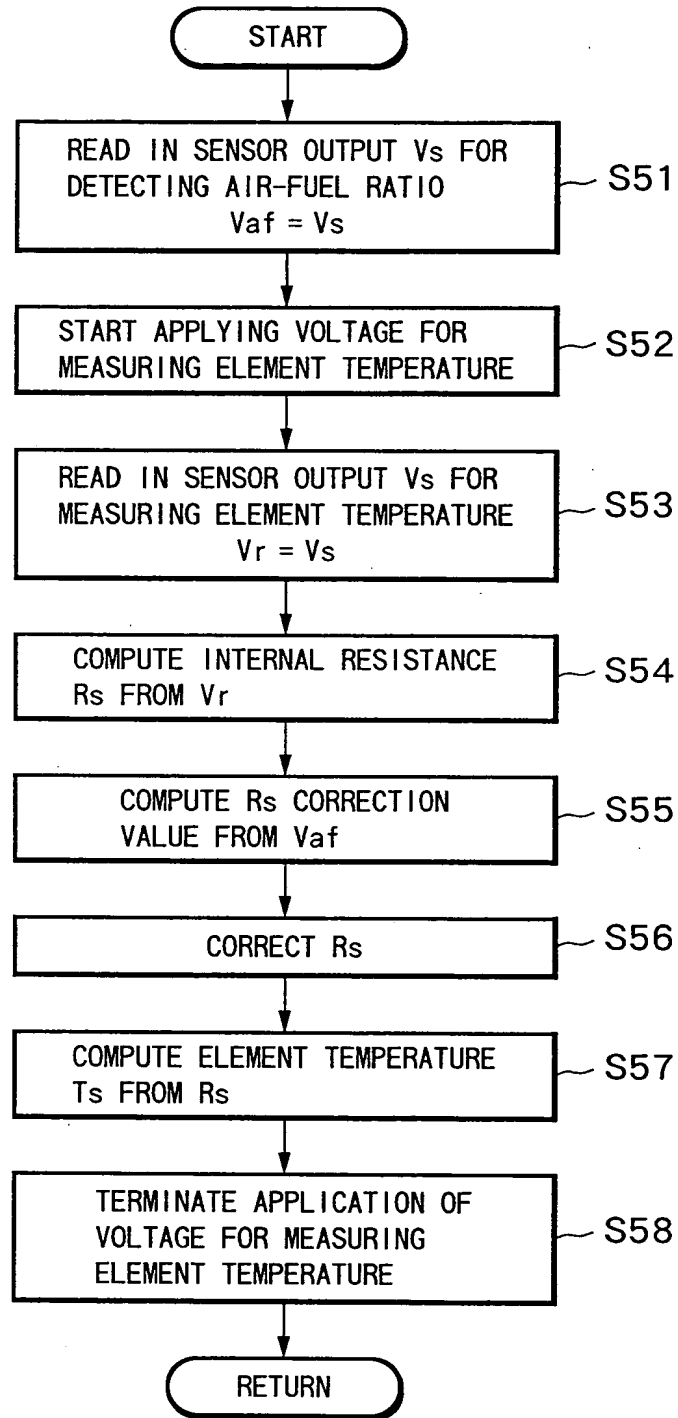 START
READ IN SENSOR OUTPUT Vs FOR
DETECTING AIR-FUEL RATIO
Vaf = Vs
S51
START APPLYING VOLTAGE FOR
MEASURING ELEMENT TEMPERATURE
S52
READ IN SENSOR OUTPUT Vs FOR
MEASURING ELEMENT TEMPERATURE
Vr = Vs
S53
COMPUTE INTERNAL RESISTANCE
Rs FROM Vr
S54
COMPUTE Rs CORRECTION
VALUE FROM Vaf
S55
CORRECT Rs
S56
COMPUTE ELEMENT TEMPERATURE
Ts FROM Rs
S57
TERMINATE APPLICATION OF
VOLTAGE FOR MEASURING
ELEMENT TEMPERATURE
S58
RETURN